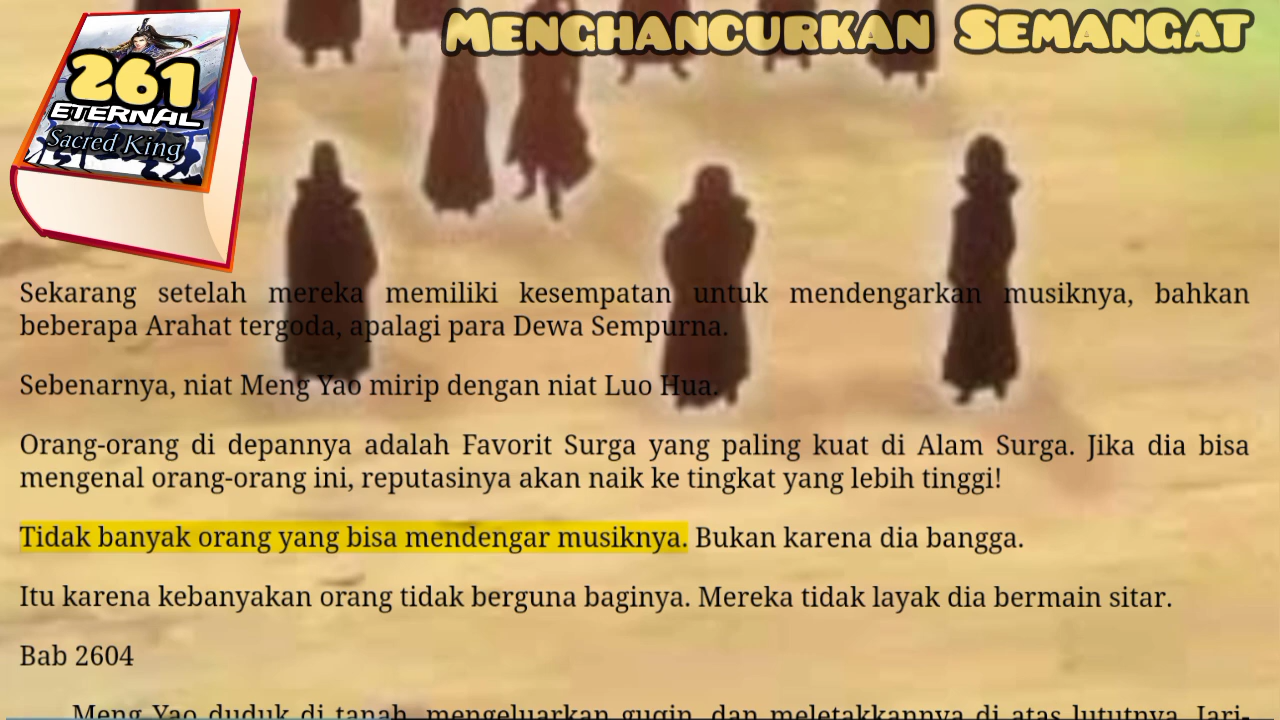 Menghancurkan Semangat
261
ETERNAL
Sacred King
Sekarang setelah mereka memiliki kesempatan untuk mendengarkan musiknya, bahkan
beberapa Arahat tergoda, apalagi para Dewa Sempurna.
Sebenarnya, niat Meng Yao mirip dengan niat Luo Hua.
Orang-orang di depannya adalah Favorit Surga yang paling kuat di Alam Surga. Jika dia bisa
mengenal orang-orang ini, reputasinya akan naik ke tingkat yang lebih tinggi!
Tidak banyak orang yang bisa mendengar musiknya. Bukan karena dia bangga.
Itu karena kebanyakan orang tidak berguna baginya. Mereka tidak layak dia bermain sitar.
Bab 2604
Meng Yao duduk di tanah, mengeluarkan guqin, dan meletakkannya di atas lututnya. Jari-